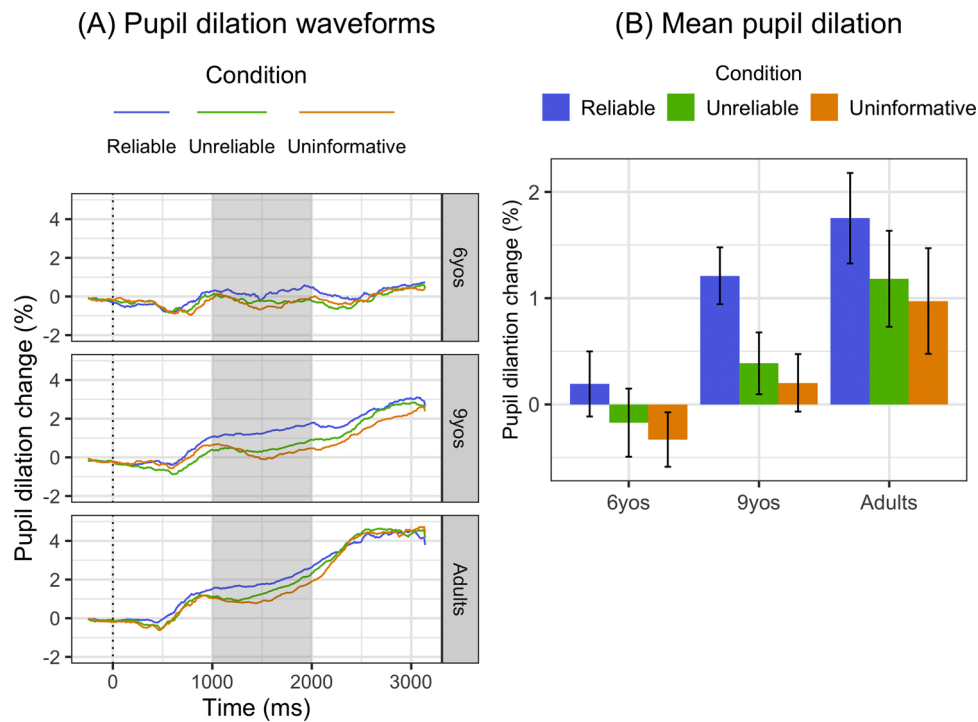 (A) Pupil dilation waveforms
Condition
Reliable Unreliable Uninformative
Pupil dilation change (%)
4
2
0
-2
6yos
4
2
0
-2
9yos
4
2
0
-2
Adults
0 1000 2000 3000
Time (ms)
(B) Mean pupil dilation
Condition
Reliable Unreliable Uninformative
Pupil dilantion change (%)
2
1
0
6yos 9yos Adults